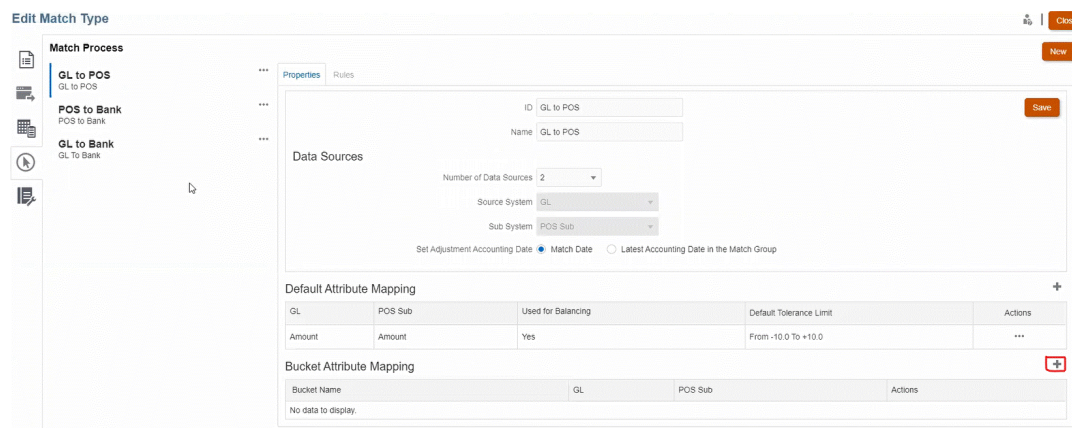 Edit Match Type
Clos
Match Process
New
GL to POS
GL to POS
POS to Bank
POS to Bank
GL to Bank
GL To Bank
Properties Rules
ID GL to POS
Save
Name GL to POS
Data Sources
Number of Data Sources 2
Source System GL
Sub System POS Sub
Set Adjustment Accounting Date Match Date Latest Accounting Date in the Match Group
Default Attribute Mapping
GL POS Sub Used for Balancing Default Tolerance Limit Actions
Amount Amount Yes From -10.0 To +10.0
Bucket Attribute Mapping
Bucket Name GL POS Sub Actions
No data to display.